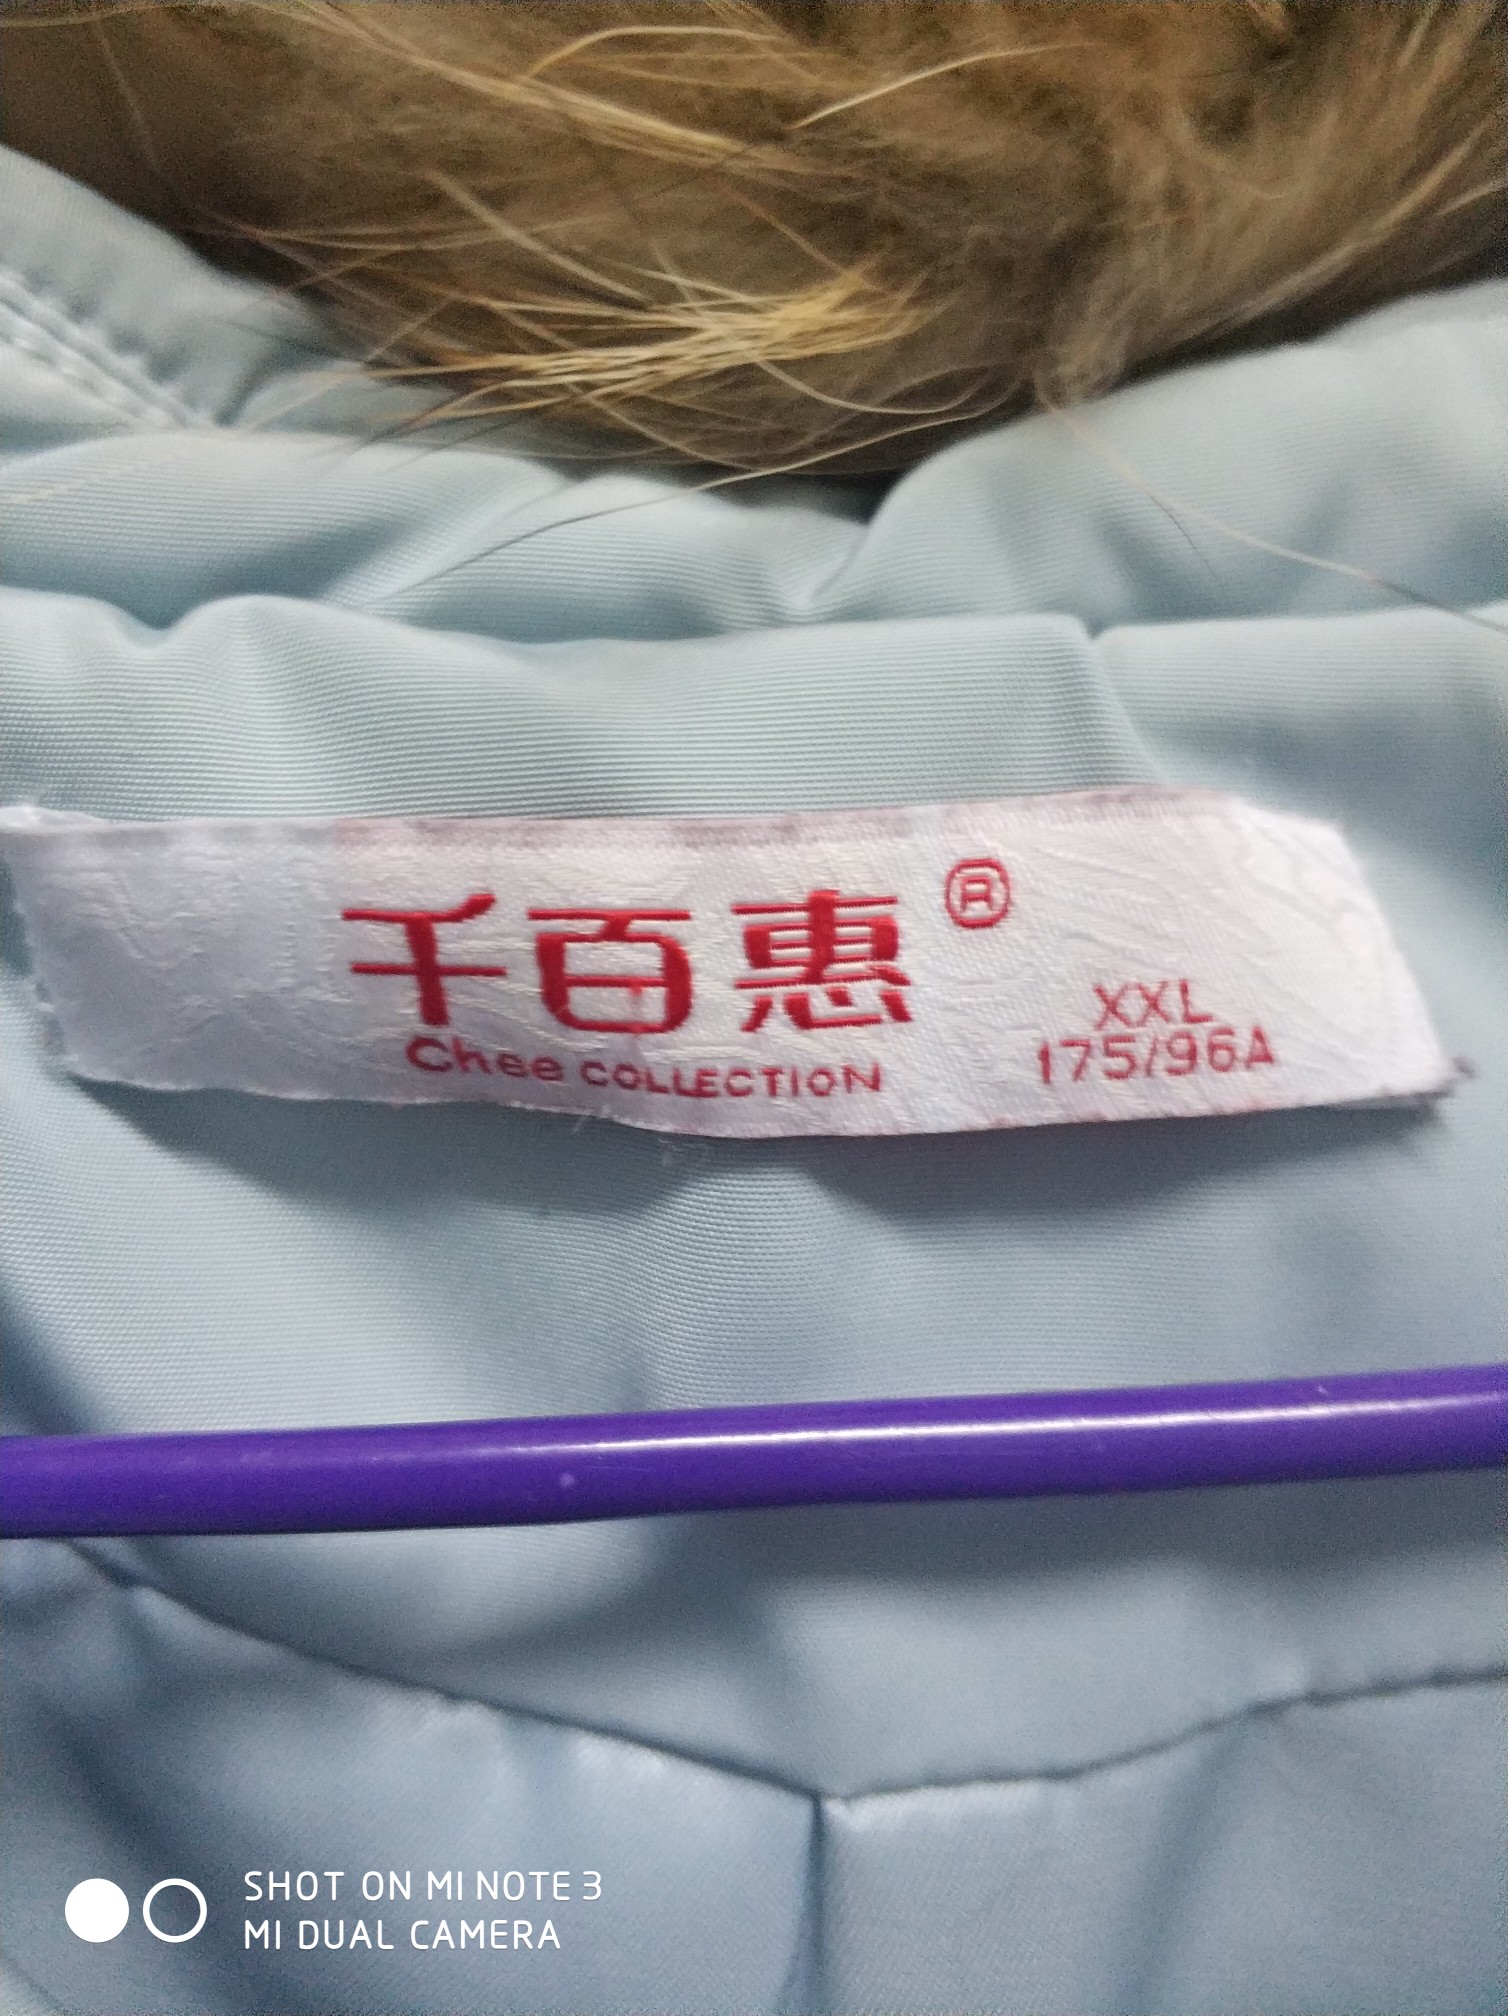 千百惠®
Chee COLLECTION
XXL
175/96A
SHOT ON MI NOTE 3
MI DUAL CAMERA